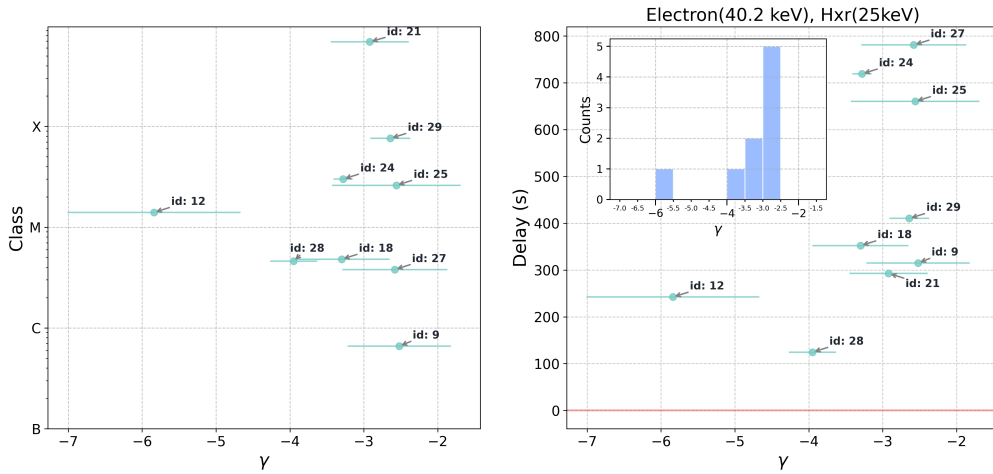 Electron(40.2 keV), Hxr(25keV)
Class
X
M
C
B
id: 21
id: 29
id: 24
id: 25
id: 12
id: 28
id: 18
id: 27
id: 9
−7 −6 −5 −4 −3 −2
γ
Delay (s)
800
700
600
500
400
300
200
100
0
Counts
5
4
3
2
1
0
-7.0 -6.5 -5.5 -5.0 -4.5 -3.5 -3.0 -2.5 -1.5
−6 −4 −2
γ
id: 27
id: 24
id: 25
id: 29
id: 18
id: 9
id: 21
id: 12
id: 28
−7 −6 −5 −4 −3 −2
γ